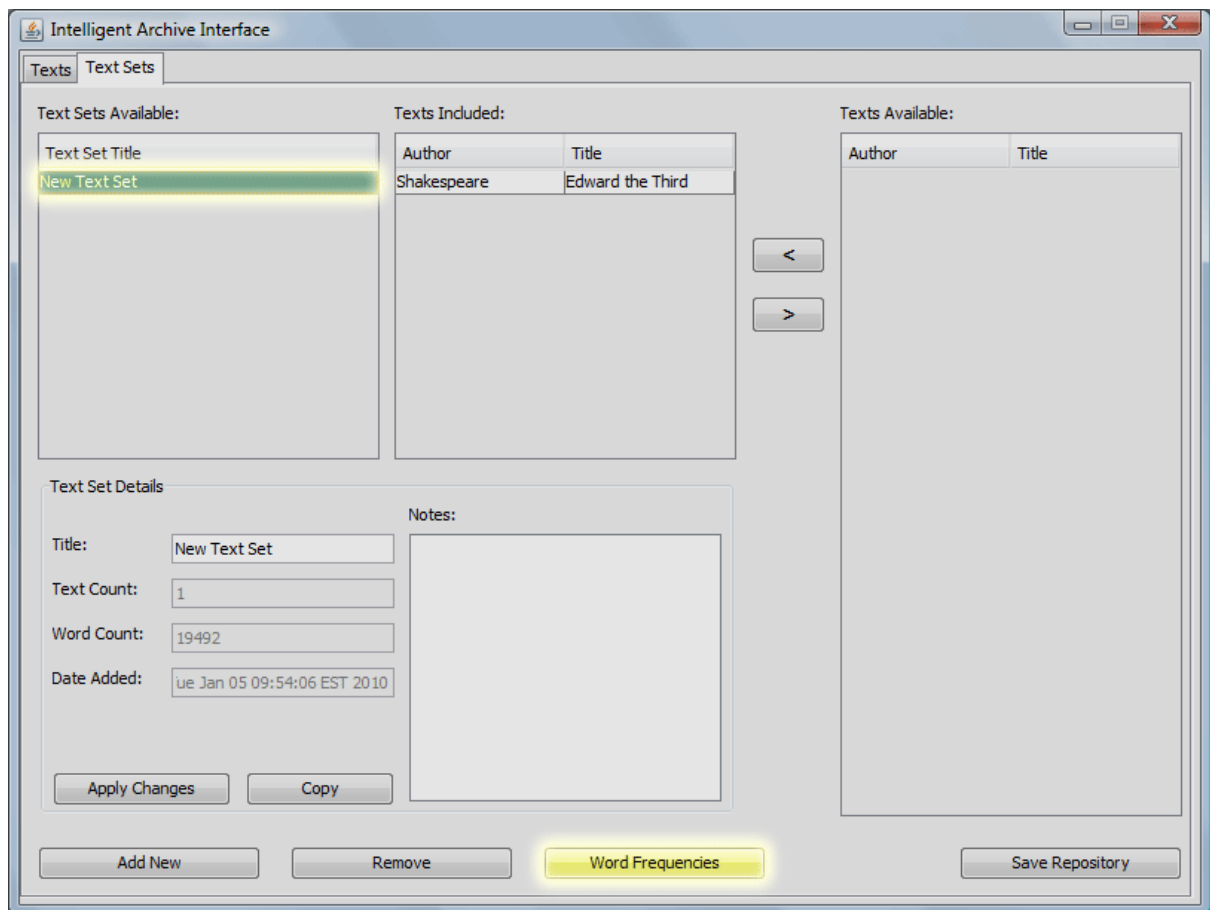 Intelligent Archive Interface
Texts Text Sets
Text Sets Available: Texts Included: Texts Available:
Text Set Title Author Title Author Title
New Text Set Shakespeare Edward the Third
<
>
Text Set Details
Notes:
Title: New Text Set
Text Count: 1
Word Count: 19492
Date Added: ue Jan 05 09:54:06 EST 2010
Apply Changes Copy
Add New Remove Word Frequencies Save Repository